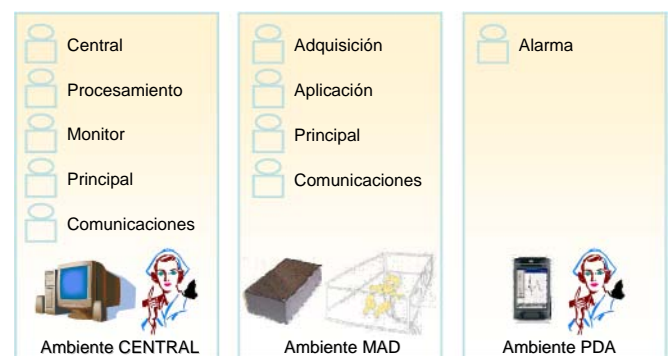 Central
Procesamiento
Monitor
Principal
Comunicaciones
Ambiente CENTRAL
Adquisición
Aplicación
Principal
Comunicaciones
Ambiente MAD
Alarma
Ambiente PDA